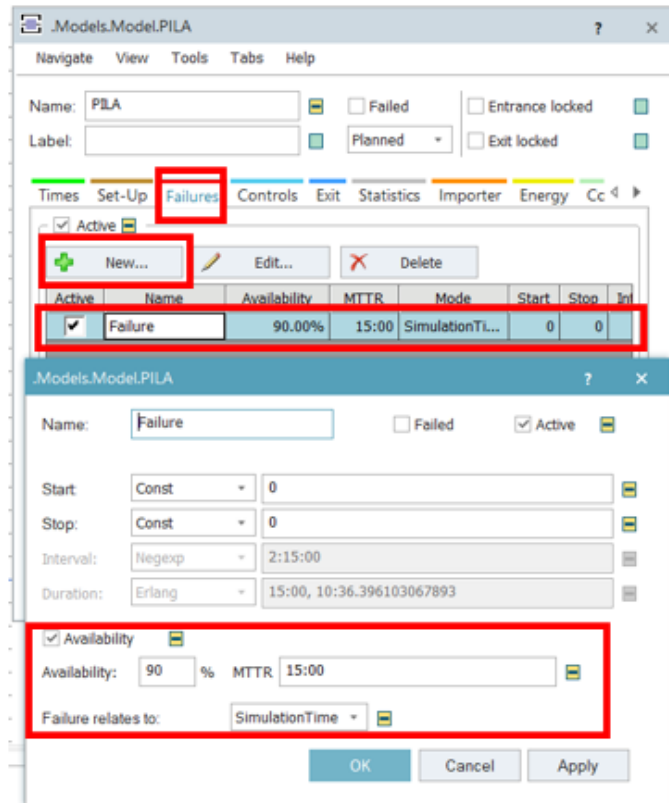 .Models.Model.PILA ? ×
Navigate View Tools Tabs Help
Name: PILA Failed Entrance locked
Label: Planned Exit locked
Times Set-Up Failures Controls Exit Statistics Importer Energy Cc
Active
New... Edit... Delete
Active Name Availability MTTR Mode Start Stop Int
Failure 90.00% 15:00 SimulationTi... 0 0
.Models.Model.PILA ? ×
Name: Failure Failed Active
Start Const 0
Stop: Const 0
Interval: Negexp 2:15:00
Duration: Erlang 15:00, 10:36.396103067893
Availability
Availability: 90 % MTTR 15:00
Failure relates to: SimulationTime
OK Cancel Apply